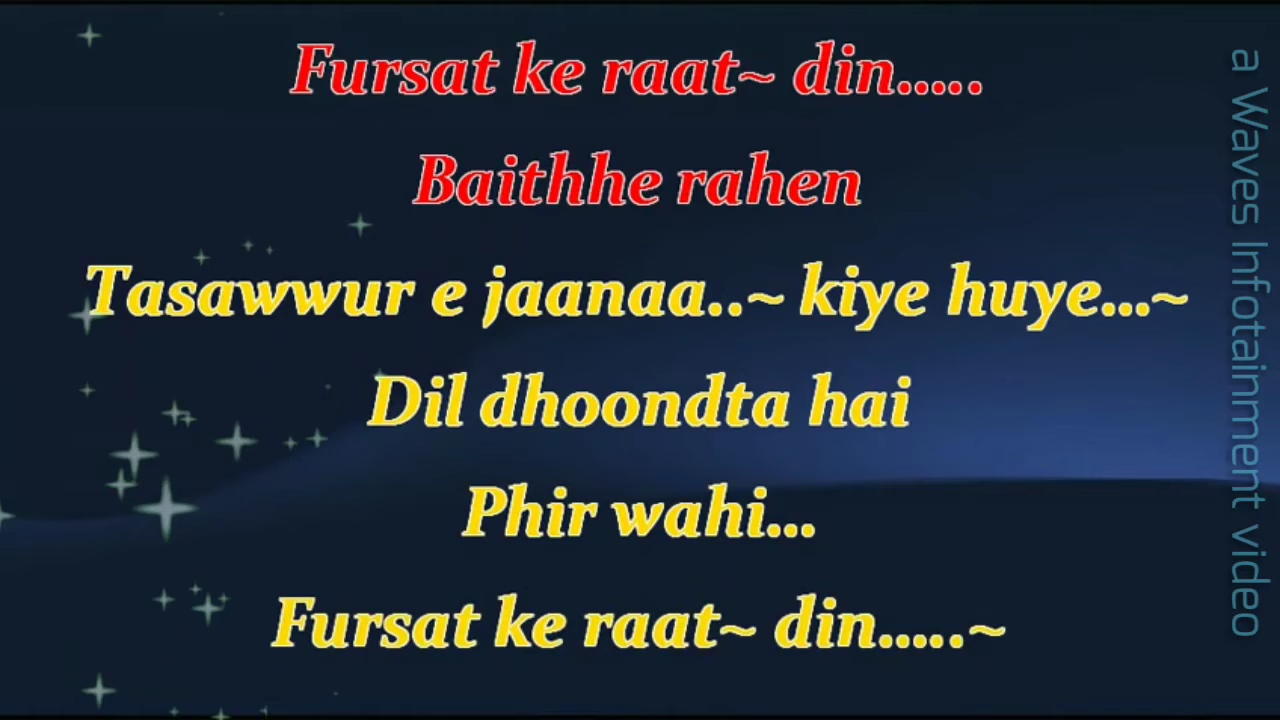 Fursat ke raat~ din.....
Baithhe rahen
Tasawwur e jaanaa..~ kiye huye...~
Dil dhoondta hai
Phir wahi...
Fursat ke raat~ din.....~
a Waves Infotainment video